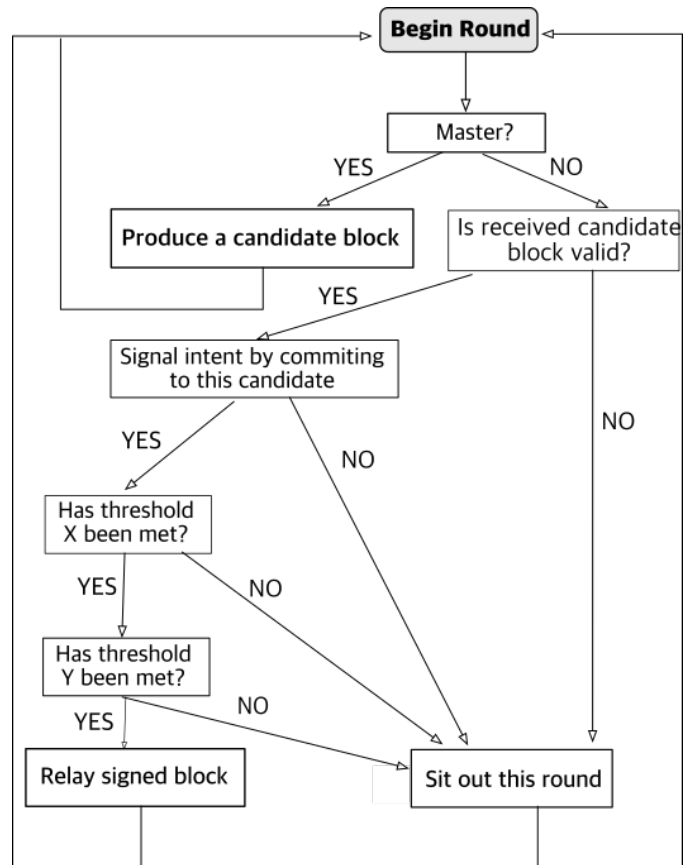 Begin Round
Master?
YES
NO
Produce a candidate block
Is received candidate
block valid?
YES
Signal intent by commiting
to this candidate
NO
YES
NO
Has threshold
X been met?
YES
NO
Has threshold
Y been met?
YES
NO
Relay signed block
Sit out this round